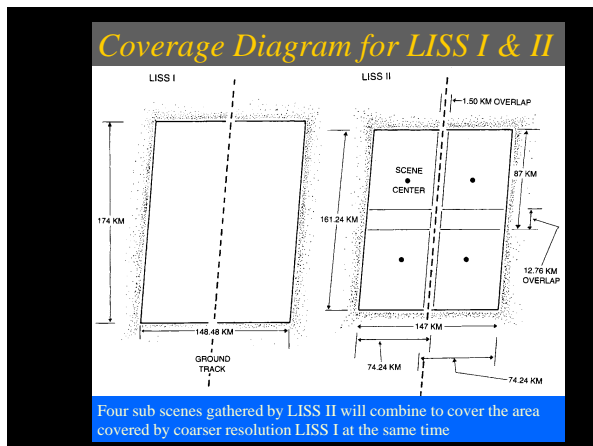 Coverage Diagram for LISS I & II
LISS I
LISS II
1.50 KM OVERLAP
SCENE
CENTER
87 KM
174 KM
161.24 KM
12.76 KM
OVERLAP
148.48 KM
147 KM
GROUND
TRACK
74.24 KM
74.24 KM
Four sub scenes gathered by LISS II will combine to cover the area
covered by coarser resolution LISS I at the same time